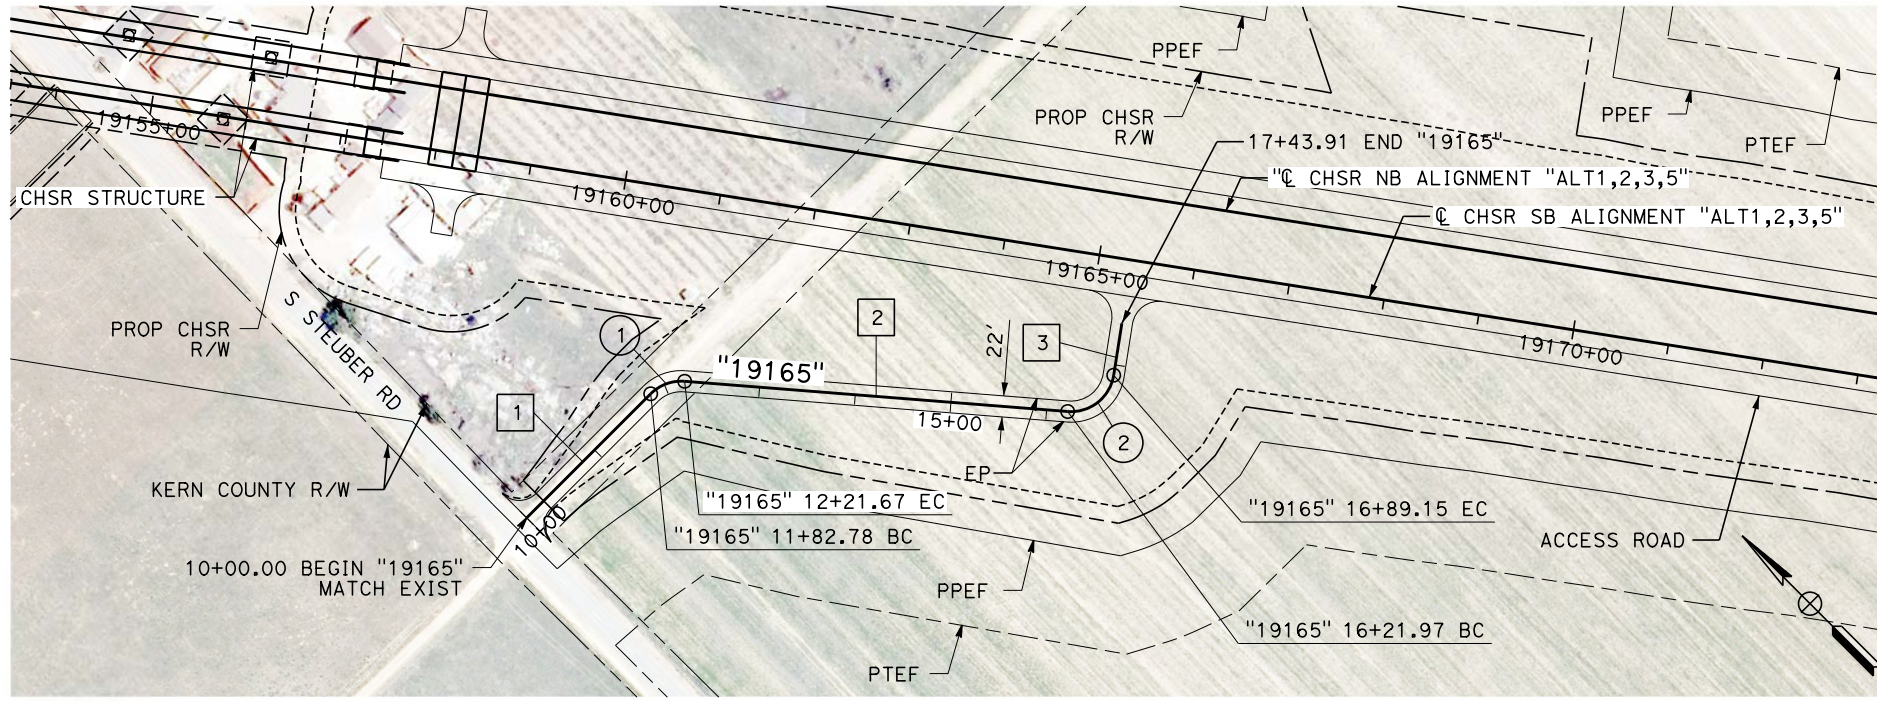 PPEF
PROP CHSR
R/W
PPEF
PTEF
19155+00
17+43.91 END "19165"
"℄ CHSR NB ALIGNMENT "ALT1,2,3,5"
CHSR STRUCTURE
19160+00
℄ CHSR SB ALIGNMENT "ALT1,2,3,5"
19165+00
PROP CHSR
R/W
S STEUBER RD
1
2
22'
3
19170+00
"19165"
1
15+00
2
EP
KERN COUNTY R/W
"19165" 12+21.67 EC
"19165" 16+89.15 EC
"19165" 11+82.78 BC
10+00
ACCESS ROAD
10+00.00 BEGIN "19165"
MATCH EXIST
PPEF
"19165" 16+21.97 BC
PTEF